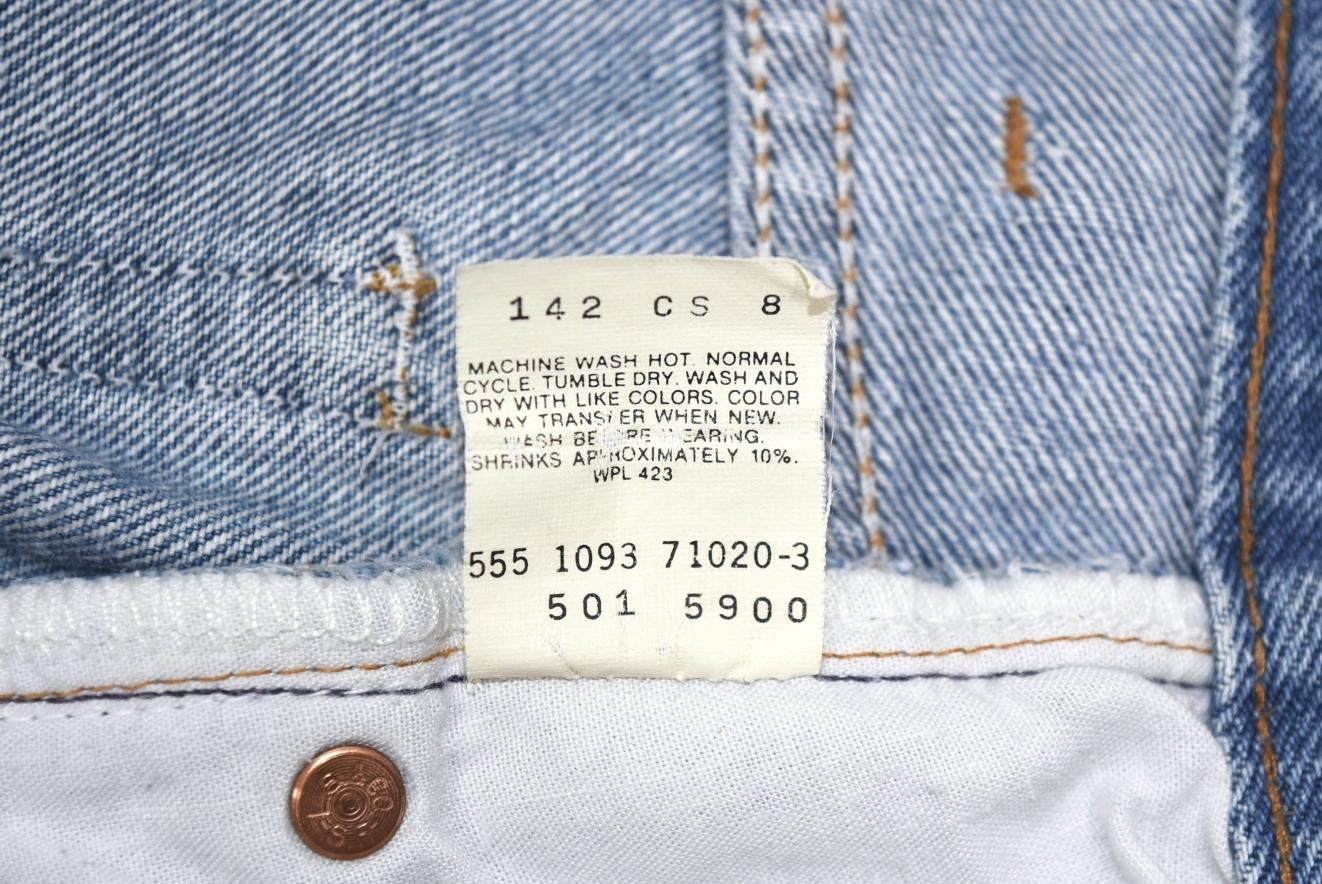 142 CS 8
MACHINE WASH HOT. NORMAL
CYCLE. TUMBLE DRY. WASH AND
DRY WITH LIKE COLORS. COLOR
MAY TRANSFER WHEN NEW.
WASH BEFORE WEARING.
SHRINKS APPROXIMATELY 10%.
WPL 423
555 1093 71020-3
501 5900